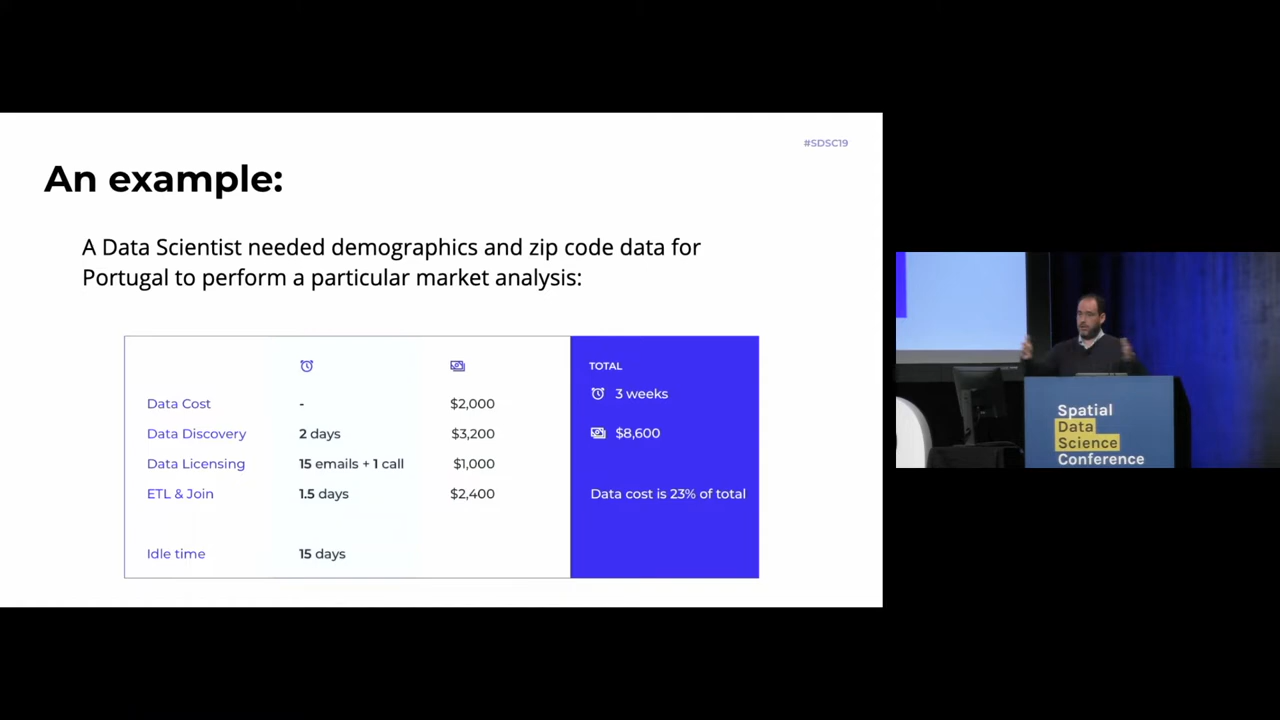 #SDSC19
An example:
A Data Scientist needed demographics and zip code data for
Portugal to perform a particular market analysis:
TOTAL
3 weeks
Data Cost - $2,000
Data Discovery 2 days $3,200
$8,600
Data Licensing 15 emails + 1 call $1,000
ETL & Join 1.5 days $2,400
Data cost is 23% of total
Idle time 15 days
Spatial
Data
Science
Conference